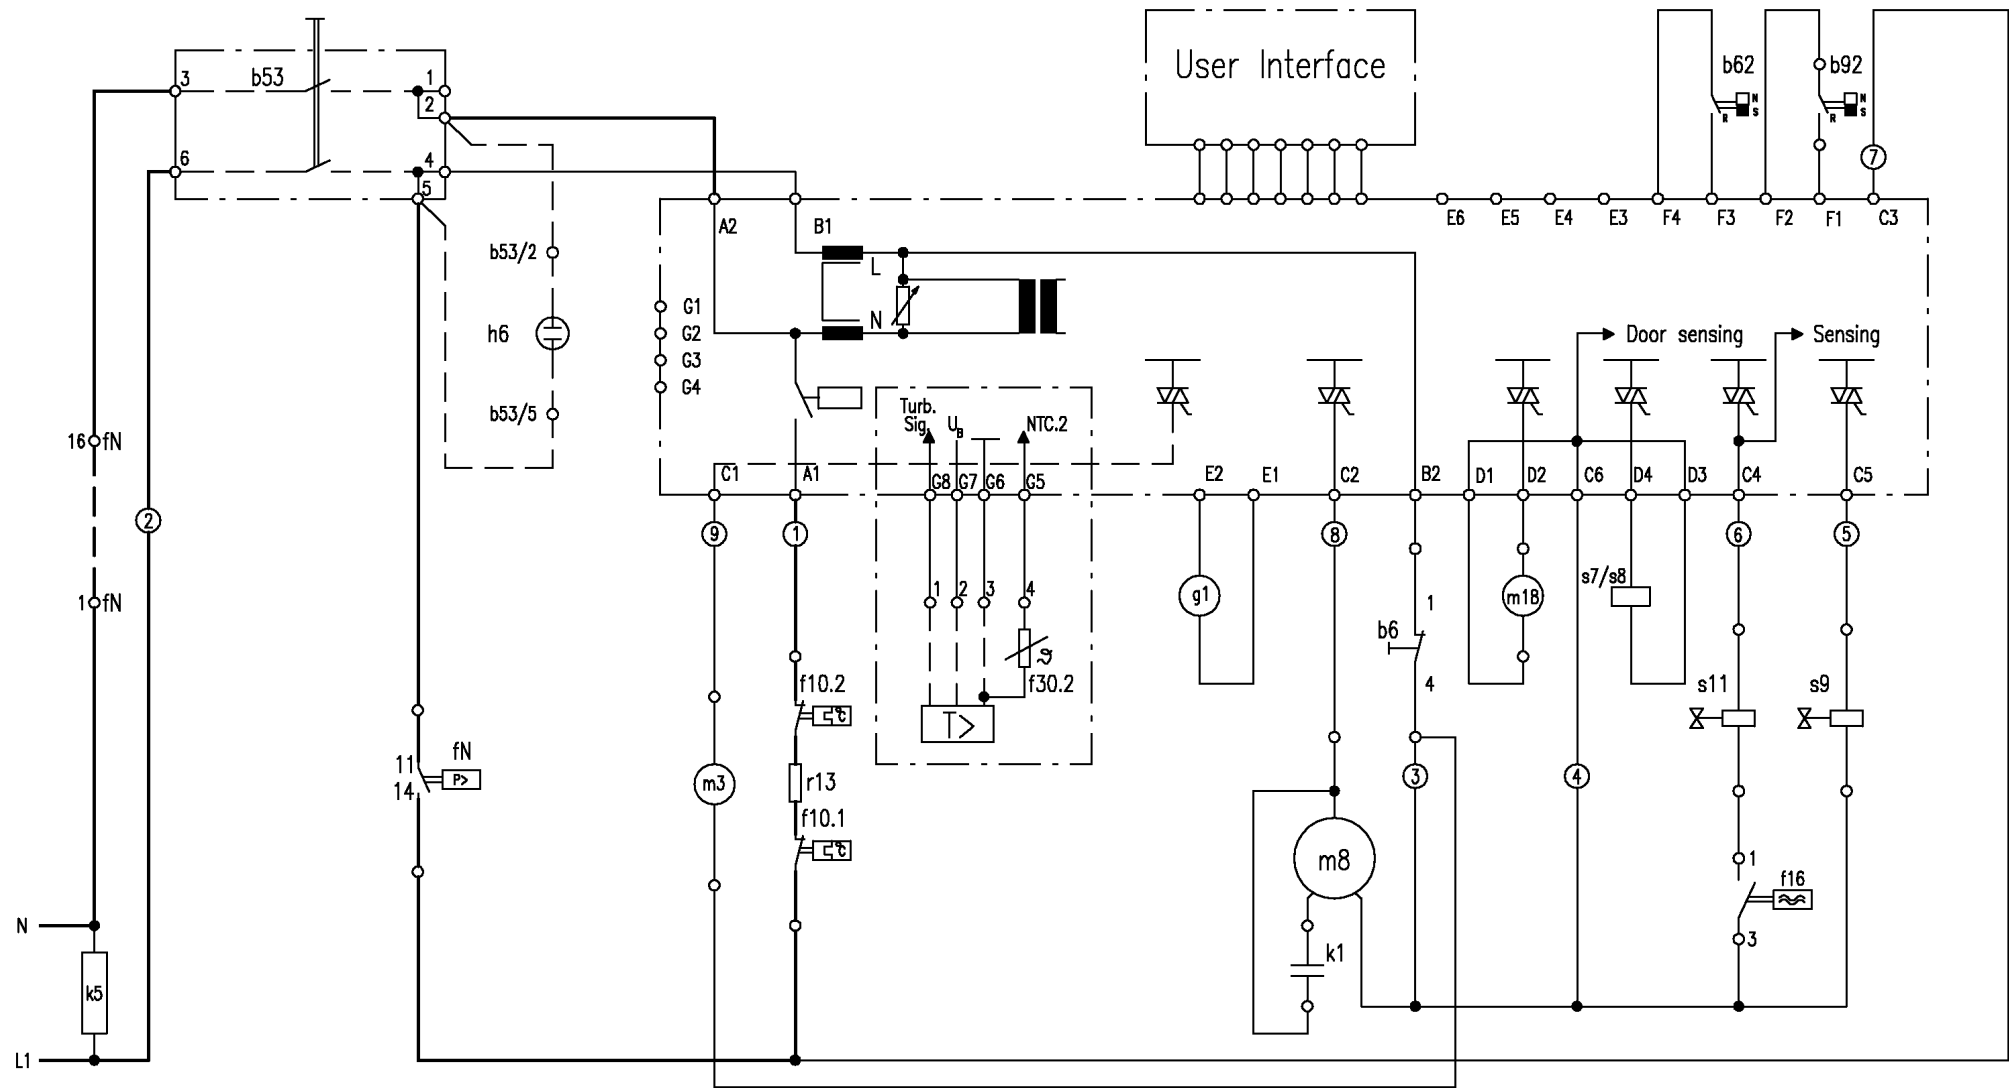 User Interface
b53
3
1
2
6
4
5
b62
N
S
R
b92
N
S
R
7
A2
B1
E6
E5
E4
E3
F4
F3
F2
F1
C3
b53/2
h6
b53/5
G1
G2
G3
G4
L
N
Door sensing
Sensing
Turb.
Sig.
UB
NTC.2
16
fN
1
fN
2
C1
A1
G8
G7
G6
G5
E2
E1
C2
B2
D1
D2
C6
D4
D3
C4
C5
9
1
8
6
5
1
2
3
4
g1
1
b6
4
m18
s7/s8
f10.2
°C
ϑ
f30.2
T>
s11
s9
fN
11
14
P>
m3
r13
f10.1
°C
3
4
m8
1
f16
3
k1
N
k5
L1